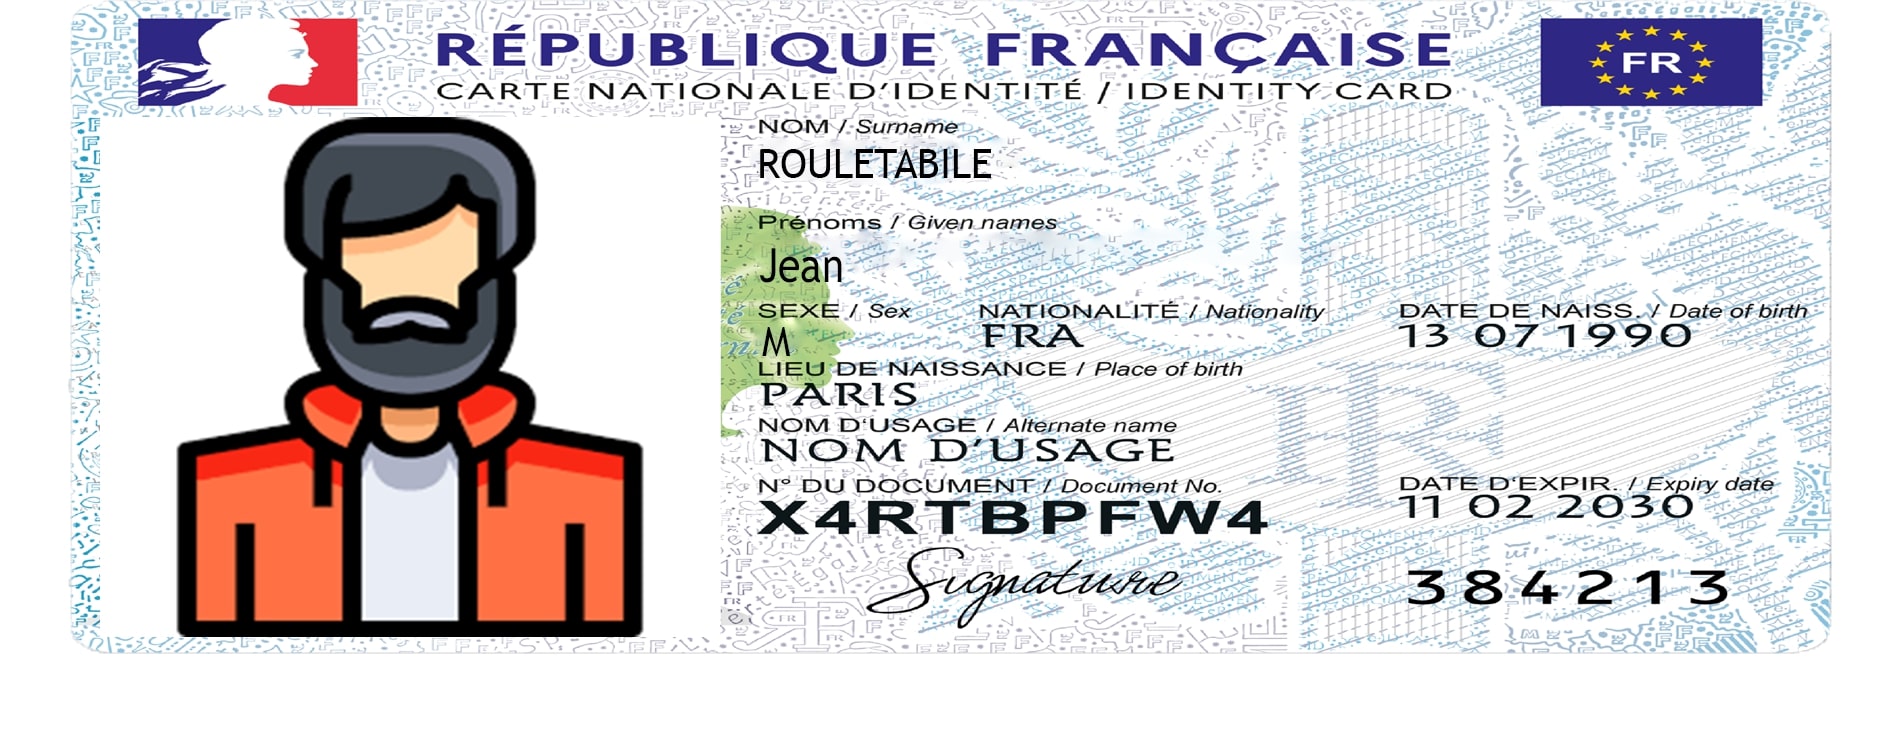 RÉPUBLIQUE FRANÇAISE
FR
CARTE NATIONALE D'IDENTITÉ / IDENTITY CARD
NOM / Surname
ROULETABILE
Prénoms / Given names
Jean
SEXE / Sex NATIONALITÉ / Nationality DATE DE NAISS. / Date of birth
M FRA 13 07 1990
LIEU DE NAISSANCE / Place of birth
PARIS
NOM D'USAGE / Alternate name
NOM D'USAGE
N° DU DOCUMENT / Document No. DATE D'EXPIR. / Expiry date
X4RTBPFW4 11 02 2030
Signature
384213